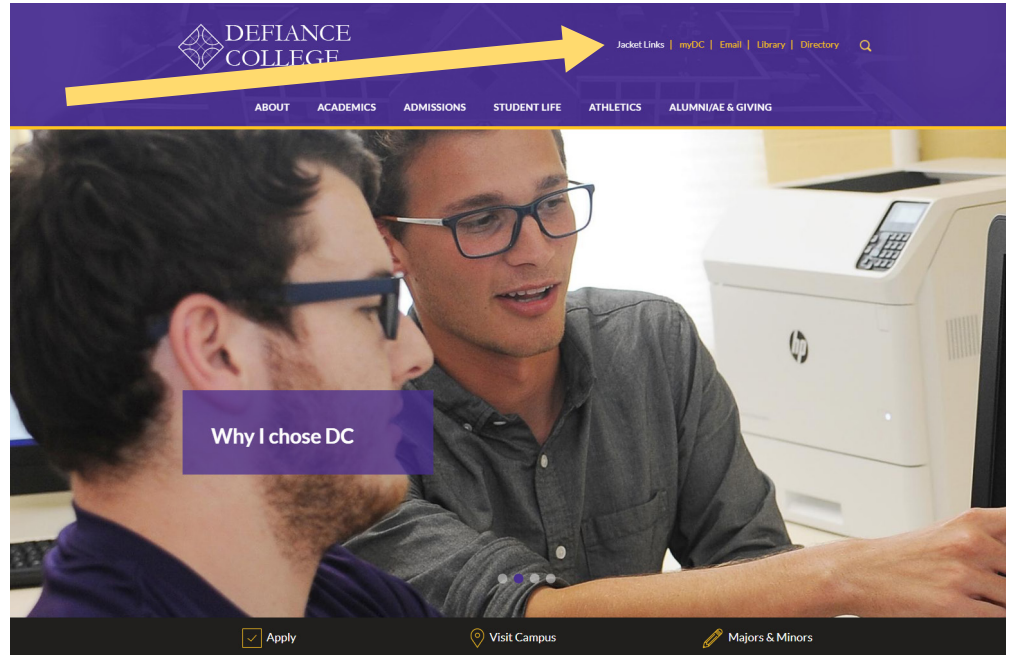 DEFIANCE
COLLEGE
Jacket Links | myDC | Email | Library | Directory
ABOUT ACADEMICS ADMISSIONS STUDENT LIFE ATHLETICS ALUMNI/AE & GIVING
hp
Why I chose DC
Apply Visit Campus Majors & Minors